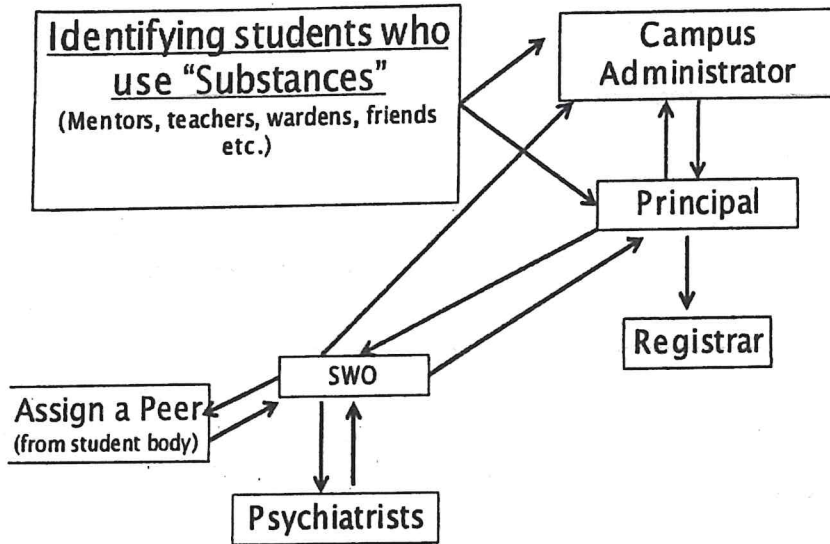 Identifying students who
use “Substances”
(Mentors, teachers, wardens, friends
etc.)
Campus
Administrator
Principal
Registrar
SWO
Assign a Peer
(from student body)
Psychiatrists